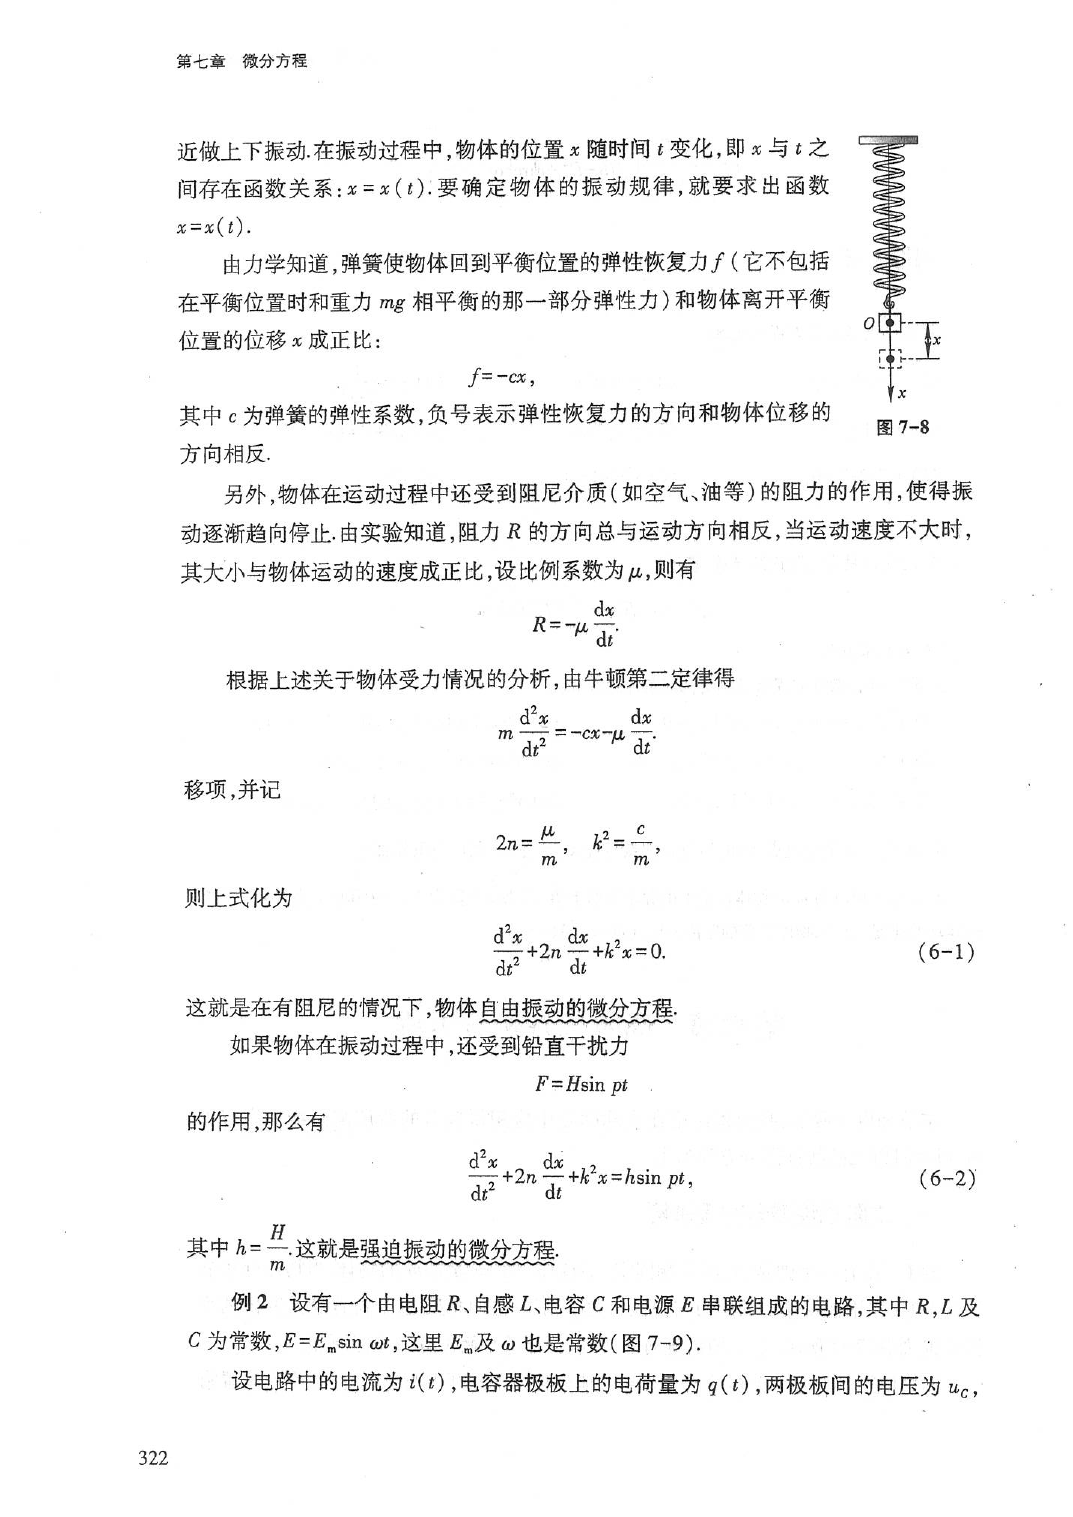 第七章 微分方程
近做上下振动.在振动过程中,物体的位置 x 随时间 t 变化,即 x 与 t 之
间存在函数关系:x=x(t).要确定物体的振动规律,就要求出函数
x=x(t).
由力学知道,弹簧使物体回到平衡位置的弹性恢复力 f(它不包括
在平衡位置时和重力 mg 相平衡的那一部分弹性力)和物体离开平衡
位置的位移 x 成正比:
f=-cx,
其中 c 为弹簧的弹性系数,负号表示弹性恢复力的方向和物体位移的
方向相反.
O
x
x
图 7-8
另外,物体在运动过程中还受到阻尼介质(如空气、油等)的阻力的作用,使得振
动逐渐趋向停止.由实验知道,阻力 R 的方向总与运动方向相反,当运动速度不大时,
其大小与物体运动的速度成正比,设比例系数为 μ,则有
R=-μ dx/dt.
根据上述关于物体受力情况的分析,由牛顿第二定律得
m d²x/dt² =-cx-μ dx/dt.
移项,并记
2n= μ/m, k²= c/m,
则上式化为
d²x/dt² +2n dx/dt +k²x=0. (6-1)
这就是在有阻尼的情况下,物体自由振动的微分方程.
如果物体在振动过程中,还受到铅直干扰力
F=Hsin pt
的作用,那么有
d²x/dt² +2n dx/dt +k²x=hsin pt, (6-2)
其中 h= H/m.这就是强迫振动的微分方程.
例 2 设有一个由电阻 R、自感 L、电容 C 和电源 E 串联组成的电路,其中 R,L 及
C 为常数,E=Eₘsin ωt,这里 Eₘ及 ω 也是常数(图 7-9).
设电路中的电流为 i(t),电容器极板上的电荷量为 q(t),两极板间的电压为 u_C,
322